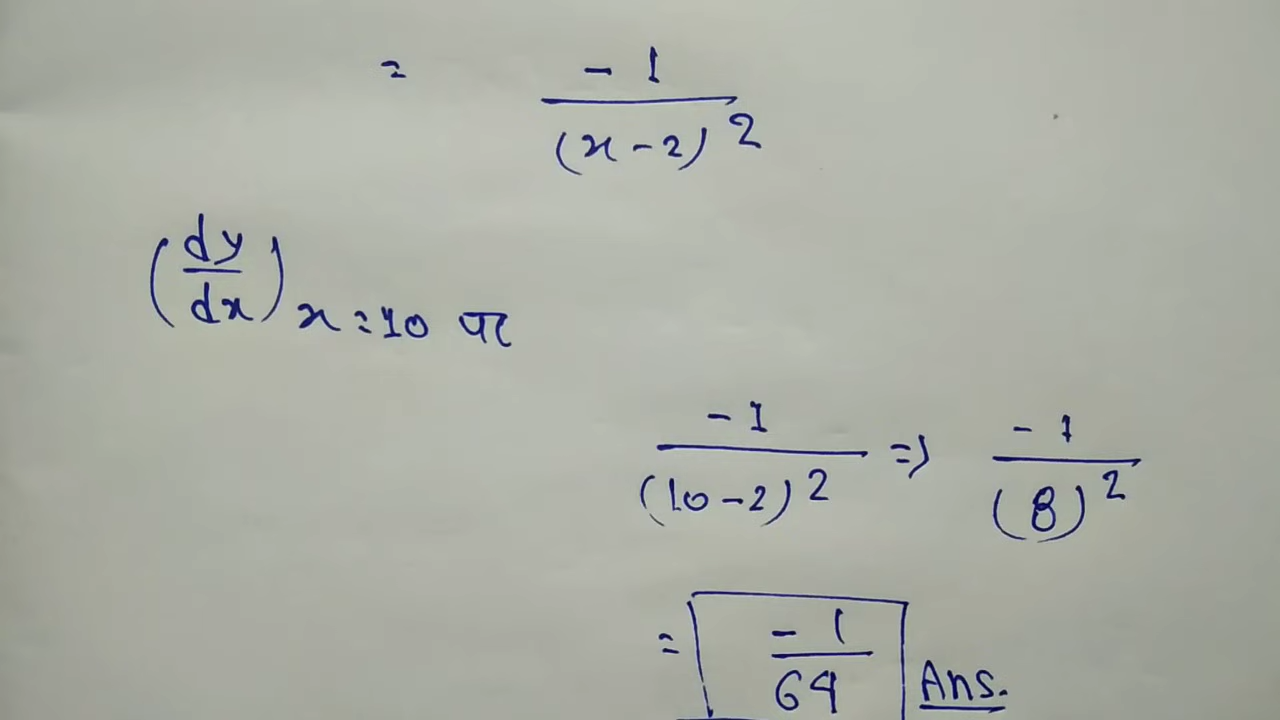 = -1/(x-2)²
(dy/dx) x=10 पर
-1/(10-2)² => -1/(8)²
= -1/64 Ans.